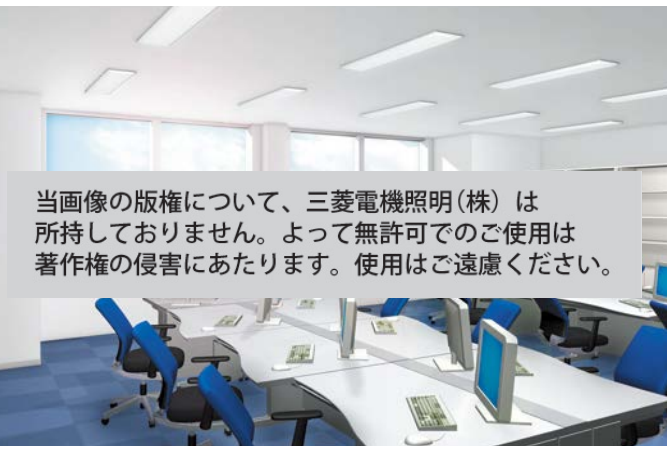 当画像の版権について、三菱電機照明(株) は
所持しておりません。よって無許可でのご使用は
著作権の侵害にあたります。使用はご遠慮ください。